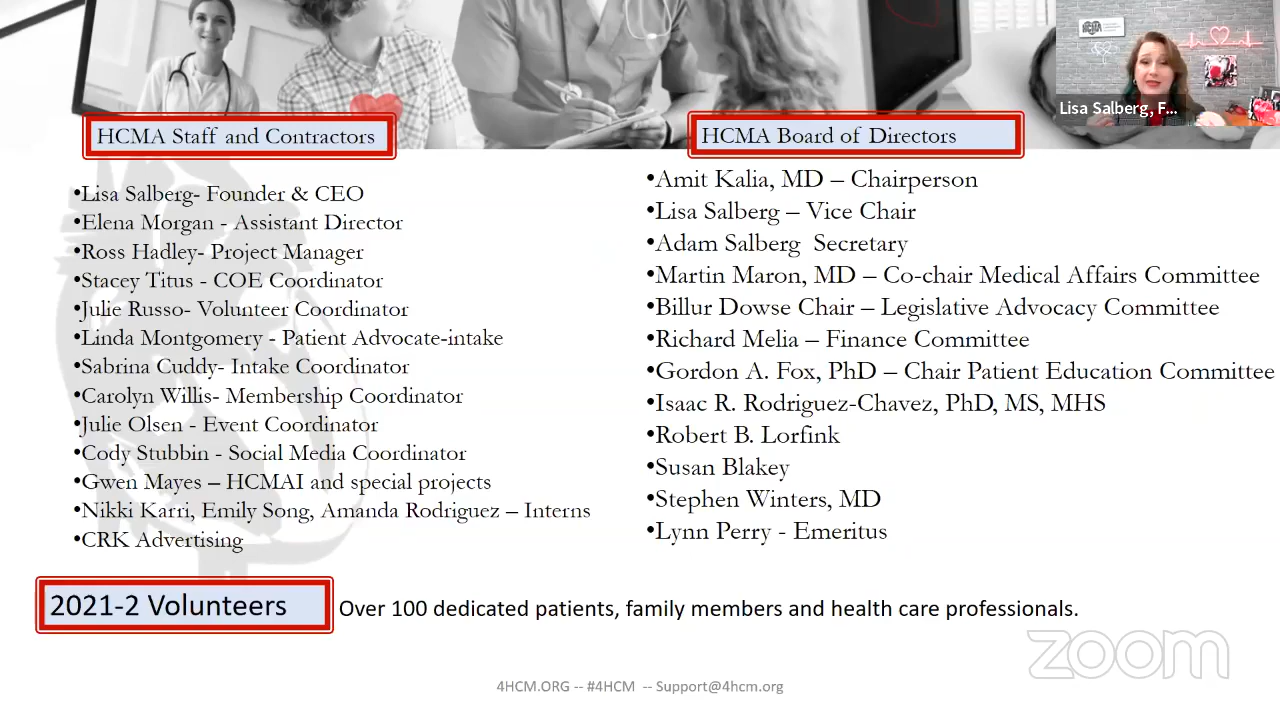 HCMA
Lisa Salberg, F...
HCMA Staff and Contractors
•Lisa Salberg- Founder & CEO
•Elena Morgan - Assistant Director
•Ross Hadley- Project Manager
•Stacey Titus - COE Coordinator
•Julie Russo- Volunteer Coordinator
•Linda Montgomery - Patient Advocate-intake
•Sabrina Cuddy- Intake Coordinator
•Carolyn Willis- Membership Coordinator
•Julie Olsen - Event Coordinator
•Cody Stubbin - Social Media Coordinator
•Gwen Mayes – HCMAI and special projects
•Nikki Karri, Emily Song, Amanda Rodriguez – Interns
•CRK Advertising
HCMA Board of Directors
•Amit Kalia, MD – Chairperson
•Lisa Salberg – Vice Chair
•Adam Salberg  Secretary
•Martin Maron, MD – Co-chair Medical Affairs Committee
•Billur Dowse Chair – Legislative Advocacy Committee
•Richard Melia – Finance Committee
•Gordon A. Fox, PhD – Chair Patient Education Committee
•Isaac R. Rodriguez-Chavez, PhD, MS, MHS
•Robert B. Lorfink
•Susan Blakey
•Stephen Winters, MD
•Lynn Perry - Emeritus
2021-2 Volunteers
Over 100 dedicated patients, family members and health care professionals.
zoom
4HCM.ORG -- #4HCM  -- Support@4hcm.org